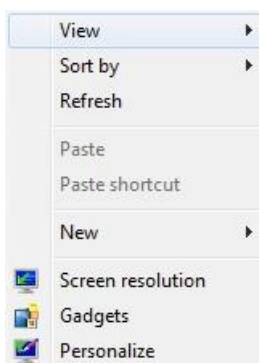 View
Sort by
Refresh
Paste
Paste shortcut
New
Screen resolution
Gadgets
Personalize